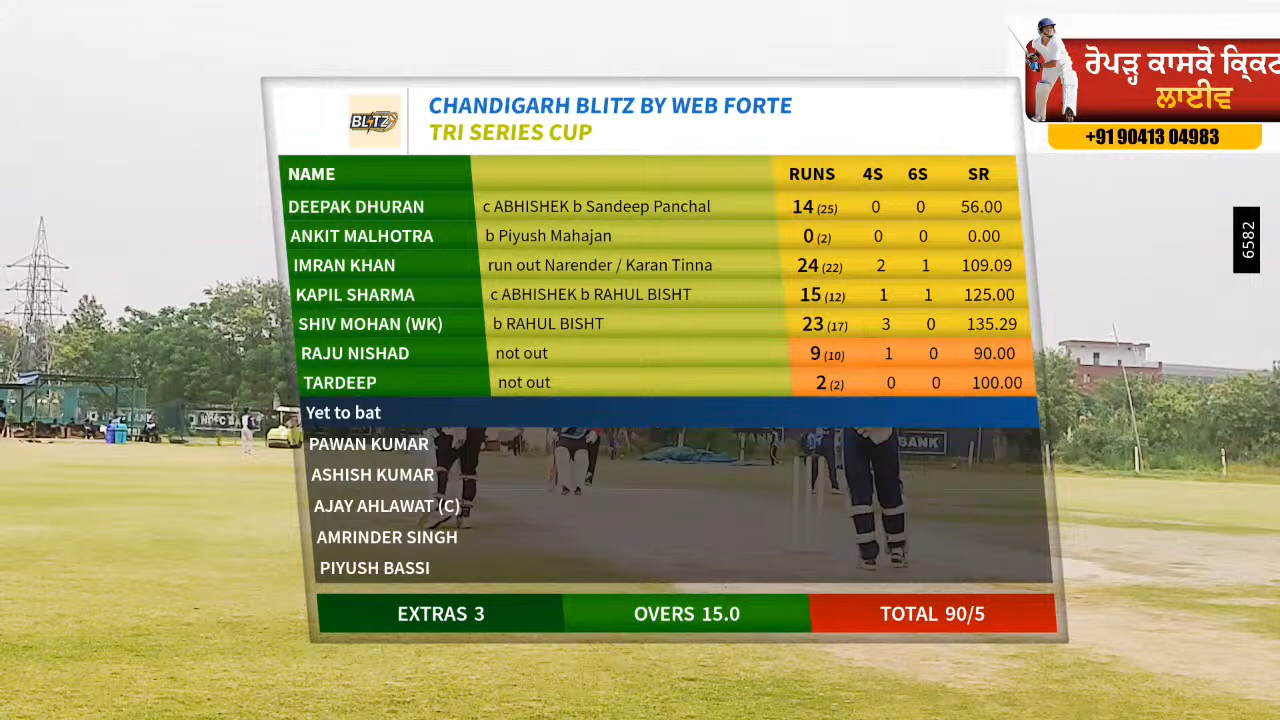 ਰੋਪੜ੍ਹ ਕਾਸਕੋ ਕ੍ਰਿਕਟ
ਲਾਈਵ
+91 90413 04983
BLITZ
CHANDIGARH BLITZ BY WEB FORTE
TRI SERIES CUP
NAME RUNS 4S 6S SR
DEEPAK DHURAN c ABHISHEK b Sandeep Panchal 14 (25) 0 0 56.00
ANKIT MALHOTRA b Piyush Mahajan 0 (2) 0 0 0.00
IMRAN KHAN run out Narender / Karan Tinna 24 (22) 2 1 109.09
KAPIL SHARMA c ABHISHEK b RAHUL BISHT 15 (12) 1 1 125.00
SHIV MOHAN (WK) b RAHUL BISHT 23 (17) 3 0 135.29
RAJU NISHAD not out 9 (10) 1 0 90.00
TARDEEP not out 2 (2) 0 0 100.00
Yet to bat
PAWAN KUMAR
ASHISH KUMAR
AJAY AHLAWAT (C)
AMRINDER SINGH
PIYUSH BASSI
EXTRAS 3 OVERS 15.0 TOTAL 90/5
6582
BANK